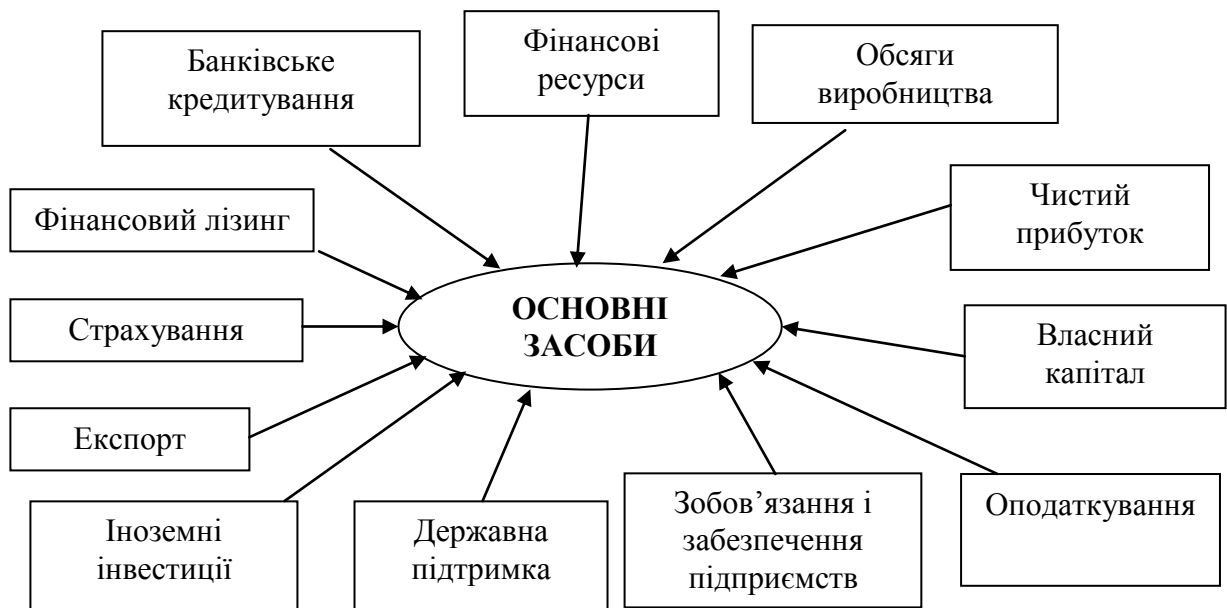 Банківське
кредитування
Фінансові
ресурси
Обсяги
виробництва
Фінансовий лізинг
Чистий
прибуток
ОСНОВНІ
ЗАСОБИ
Страхування
Власний
капітал
Експорт
Іноземні
інвестиції
Державна
підтримка
Зобов’язання і
забезпечення
підприємств
Оподаткування